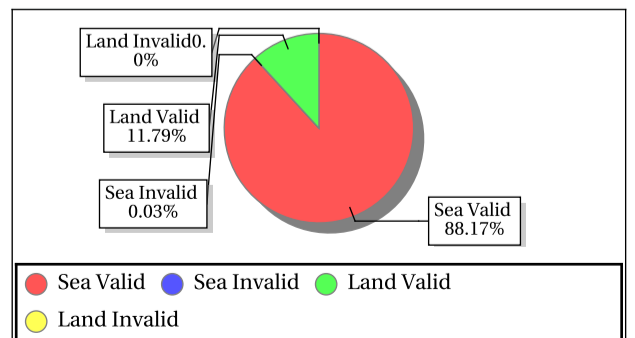 Land Invalid0.
0%
Land Valid
11.79%
Sea Invalid
0.03%
Sea Valid
88.17%
Sea Valid Sea Invalid Land Valid
Land Invalid